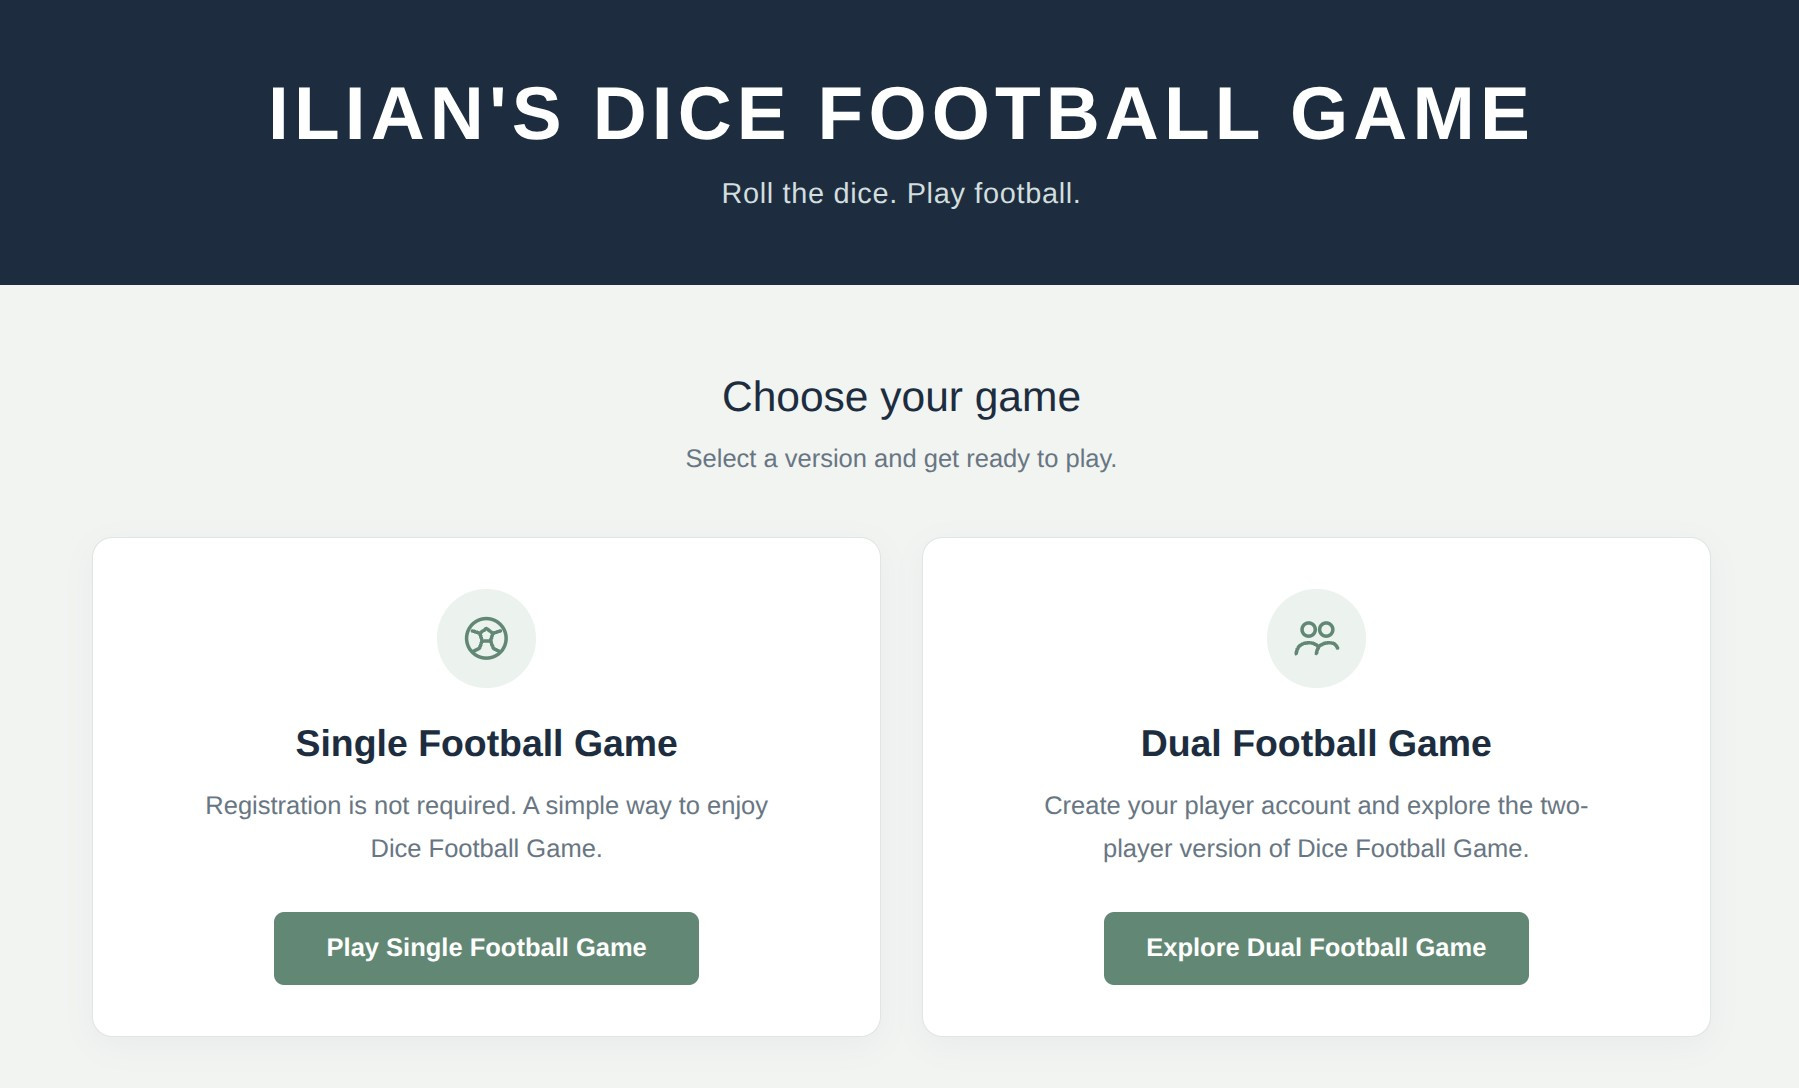 ILIAN'S DICE FOOTBALL GAME
Roll the dice. Play football.
Choose your game
Select a version and get ready to play.
Single Football Game
Registration is not required. A simple way to enjoy
Dice Football Game.
Play Single Football Game
Dual Football Game
Create your player account and explore the two-
player version of Dice Football Game.
Explore Dual Football Game